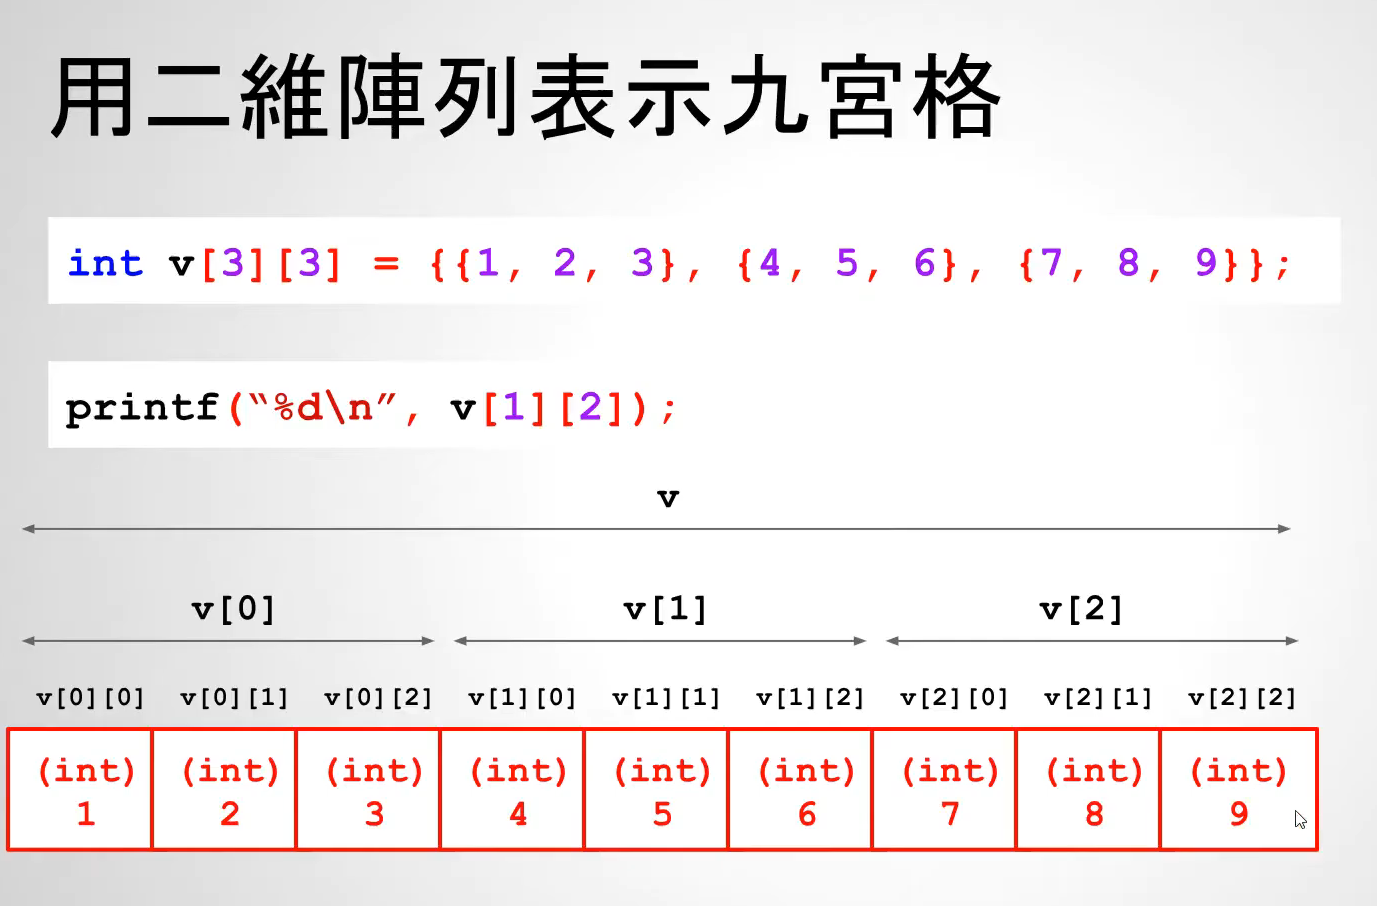 用二維陣列表示九宮格
int v[3][3] = {{1, 2, 3}, {4, 5, 6}, {7, 8, 9}};
printf(“%d\n”, v[1][2]);
v
v[0] v[1] v[2]
v[0][0] v[0][1] v[0][2] v[1][0] v[1][1] v[1][2] v[2][0] v[2][1] v[2][2]
(int) (int) (int) (int) (int) (int) (int) (int) (int)
1 2 3 4 5 6 7 8 9